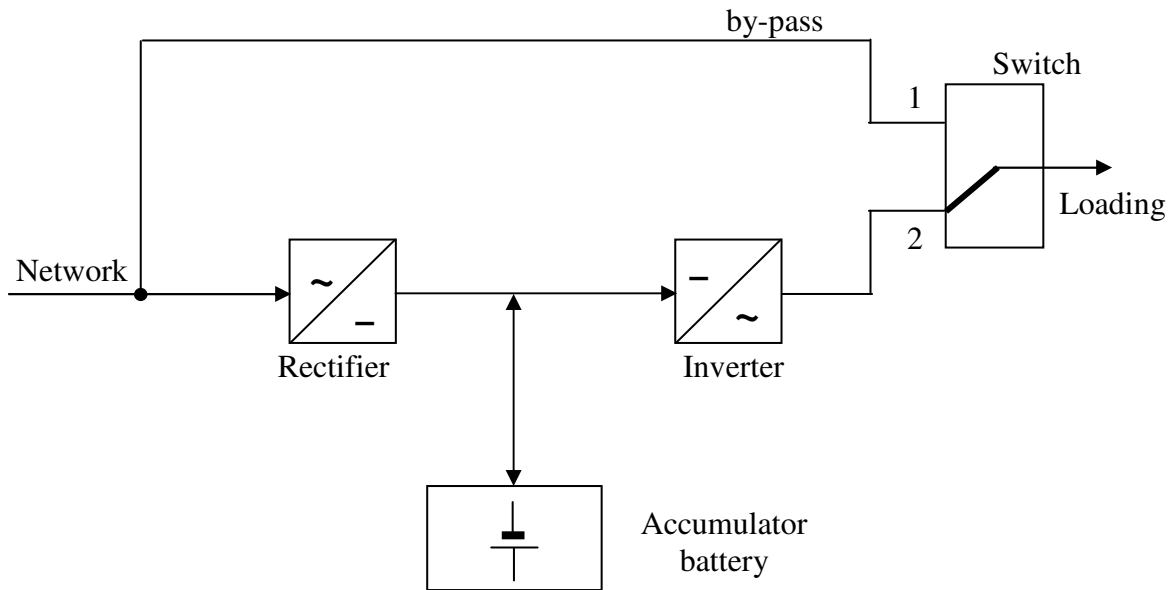 by-pass
Switch
1
Loading
2
Network
~
–
–
~
Rectifier
Inverter
Accumulator
battery